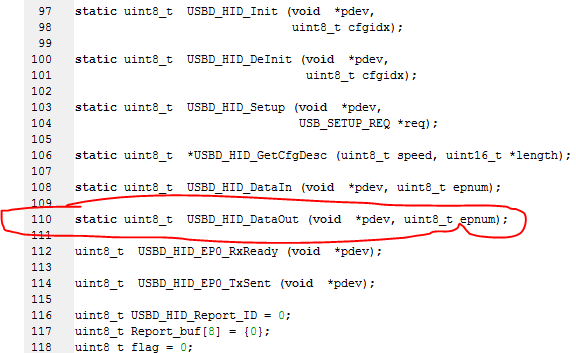 97 static uint8_t USBD_HID_Init (void *pdev,
98 uint8_t cfgidx);
99
100 static uint8_t USBD_HID_DeInit (void *pdev,
101 uint8_t cfgidx);
102
103 static uint8_t USBD_HID_Setup (void *pdev,
104 USB_SETUP_REQ *req);
105
106 static uint8_t *USBD_HID_GetCfgDesc (uint8_t speed, uint16_t *length);
107
108 static uint8_t USBD_HID_DataIn (void *pdev, uint8_t epnum);
109
110 static uint8_t USBD_HID_DataOut (void *pdev, uint8_t epnum);
111
112 uint8_t USBD_HID_EP0_RxReady (void *pdev);
113
114 uint8_t USBD_HID_EP0_TxSent (void *pdev);
115
116 uint8_t USBD_HID_Report_ID = 0;
117 uint8_t Report_buf[8] = {0};
118 uint8_t flag = 0;